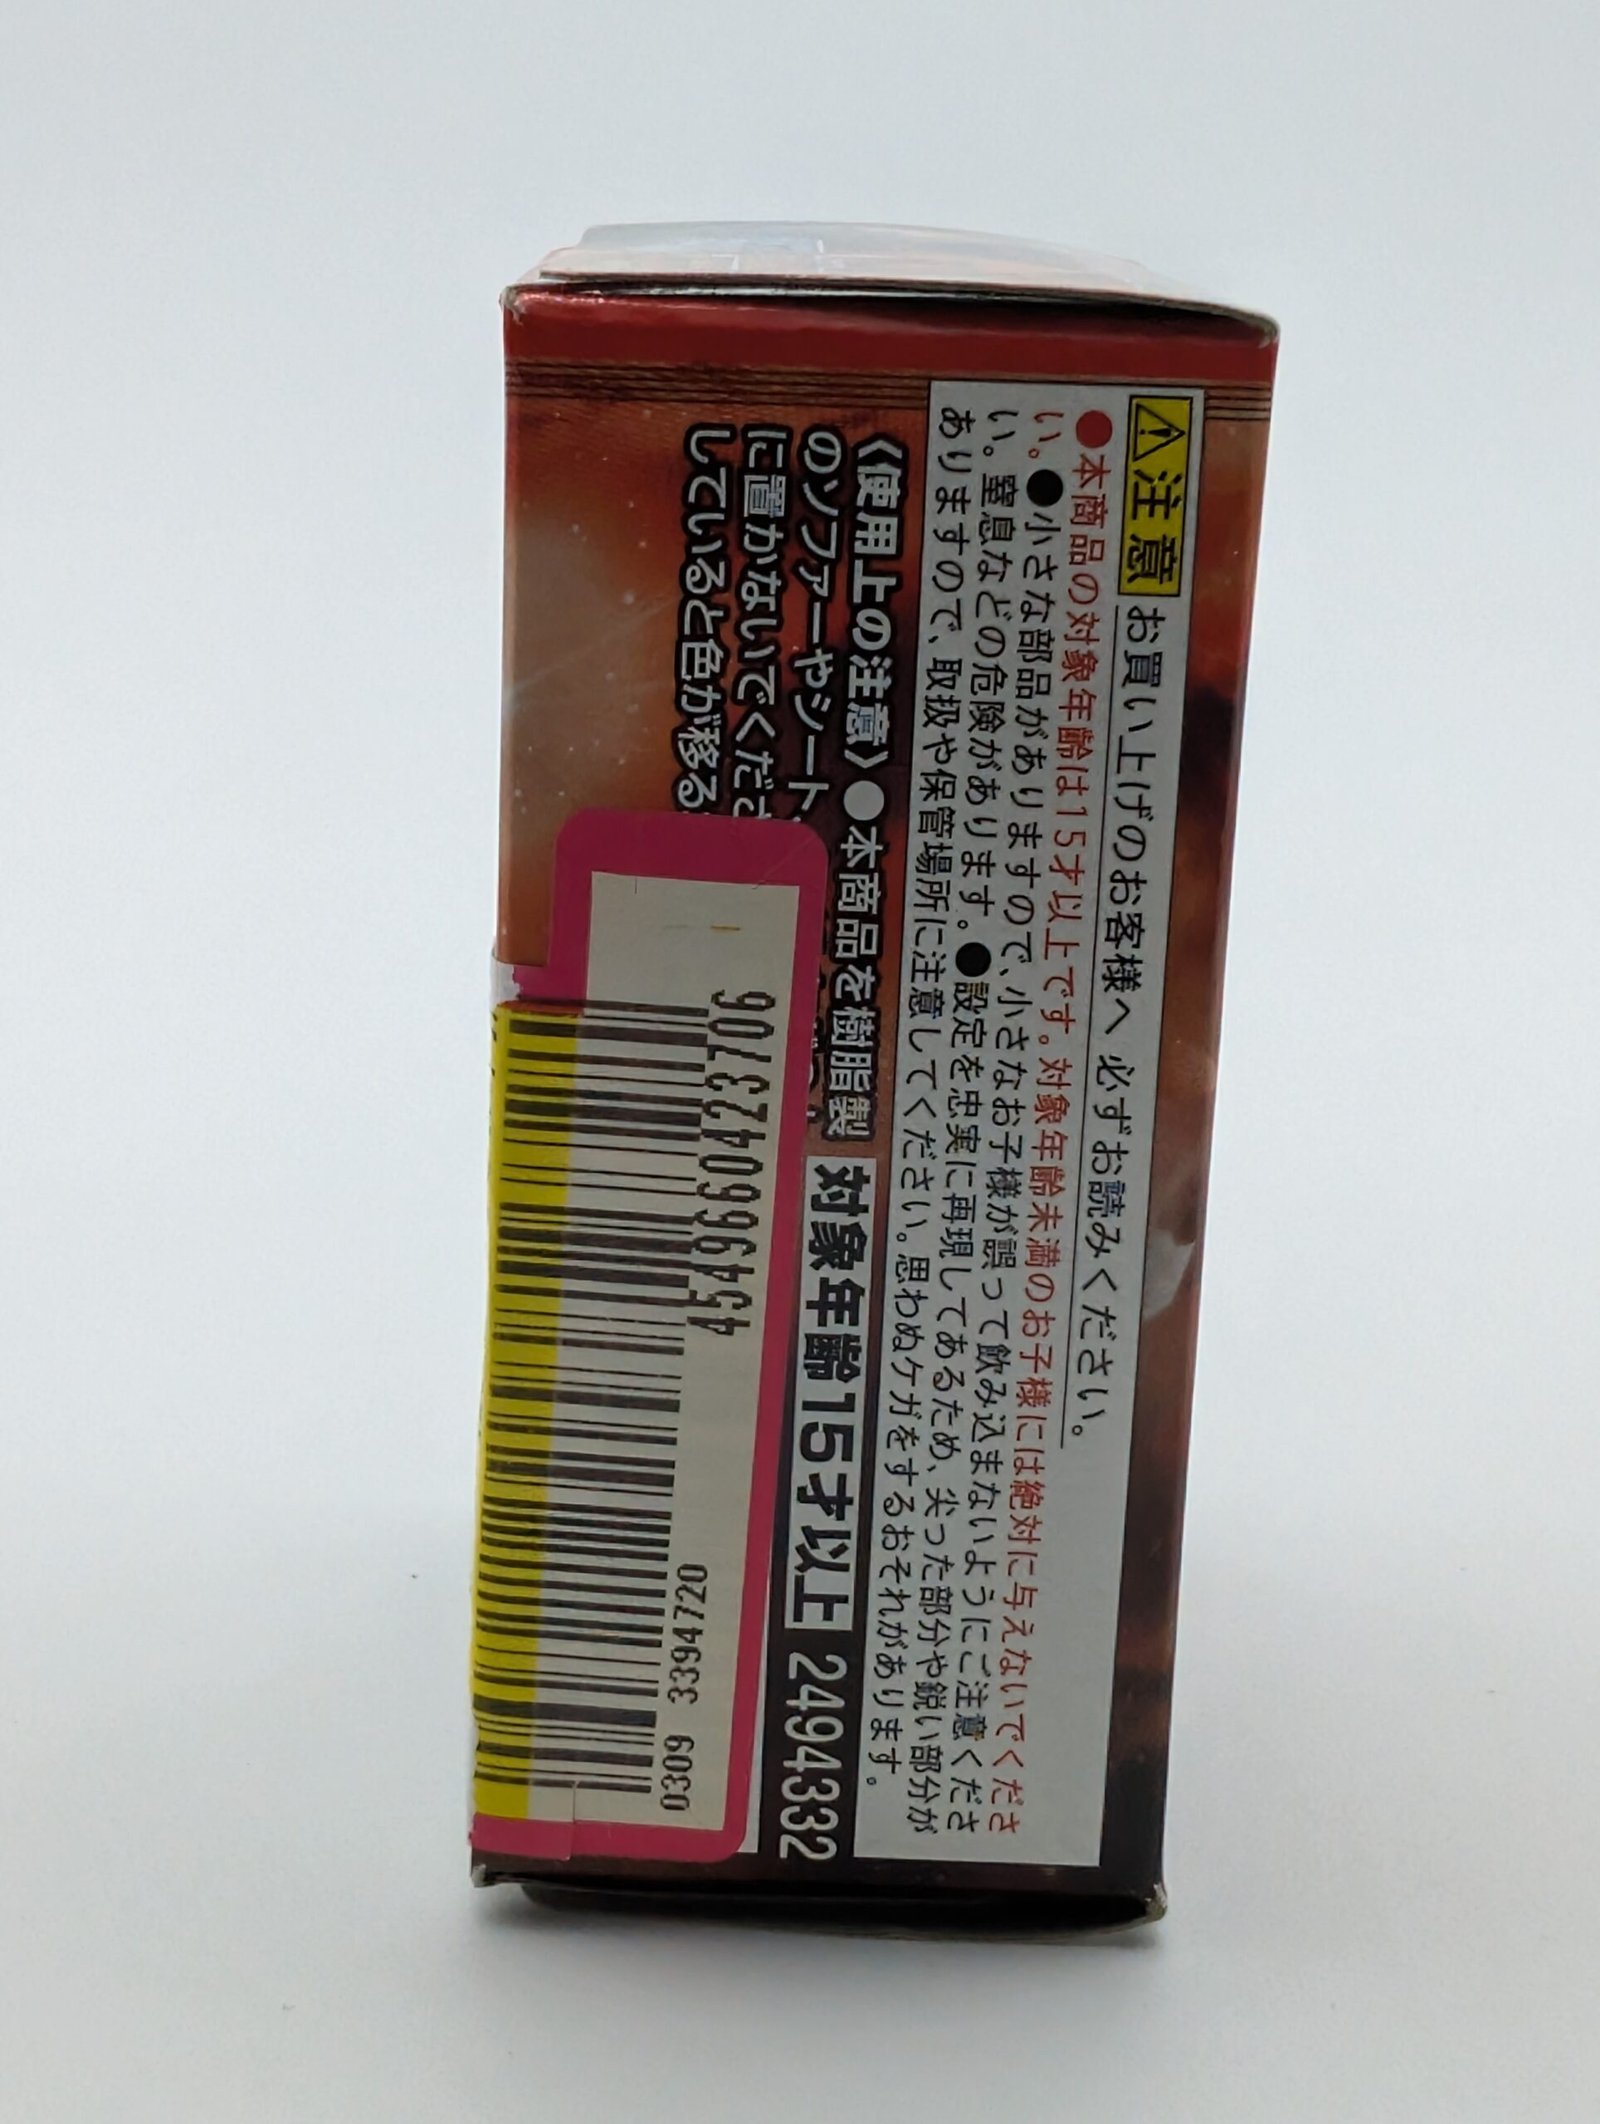 注意 お買い上げのお客様へ 必ずお読みください。
●本商品の対象年齢は15才以上です。対象年齢未満のお子様には絶対に与えないでくださ
い。●小さな部品がありますので、小さなお子様が誤って飲み込まないようにご注意くださ
い。窒息などの危険があります。●設定を忠実に再現してあるため、尖った部分や鋭い部分が
ありますので、取扱や保管場所に注意してください。思わぬケガをするおそれがあります。
〈使用上の注意〉●本商品を樹脂製
のソファーやシート
に置かないでくださ
していると色が移る
対象年齢15才以上 2494332
4549660423706
0309 3394720